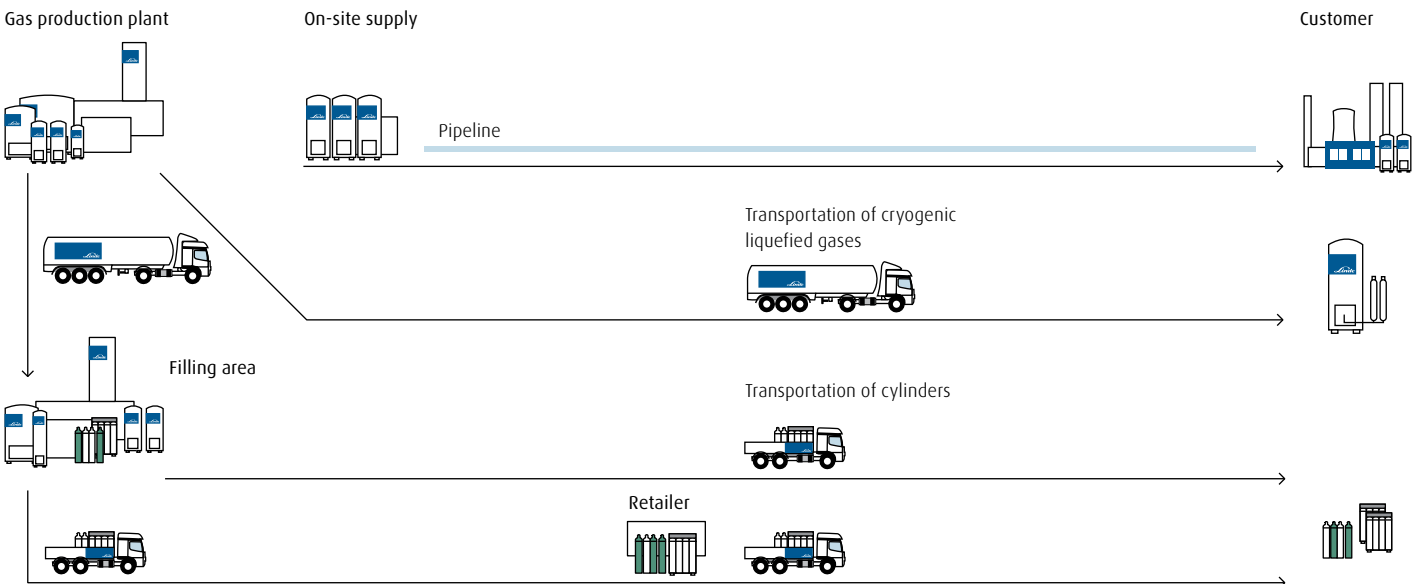 Gas production plant
On-site supply
Customer
Pipeline
Transportation of cryogenic
liquefied gases
Filling area
Transportation of cylinders
Retailer
Linde